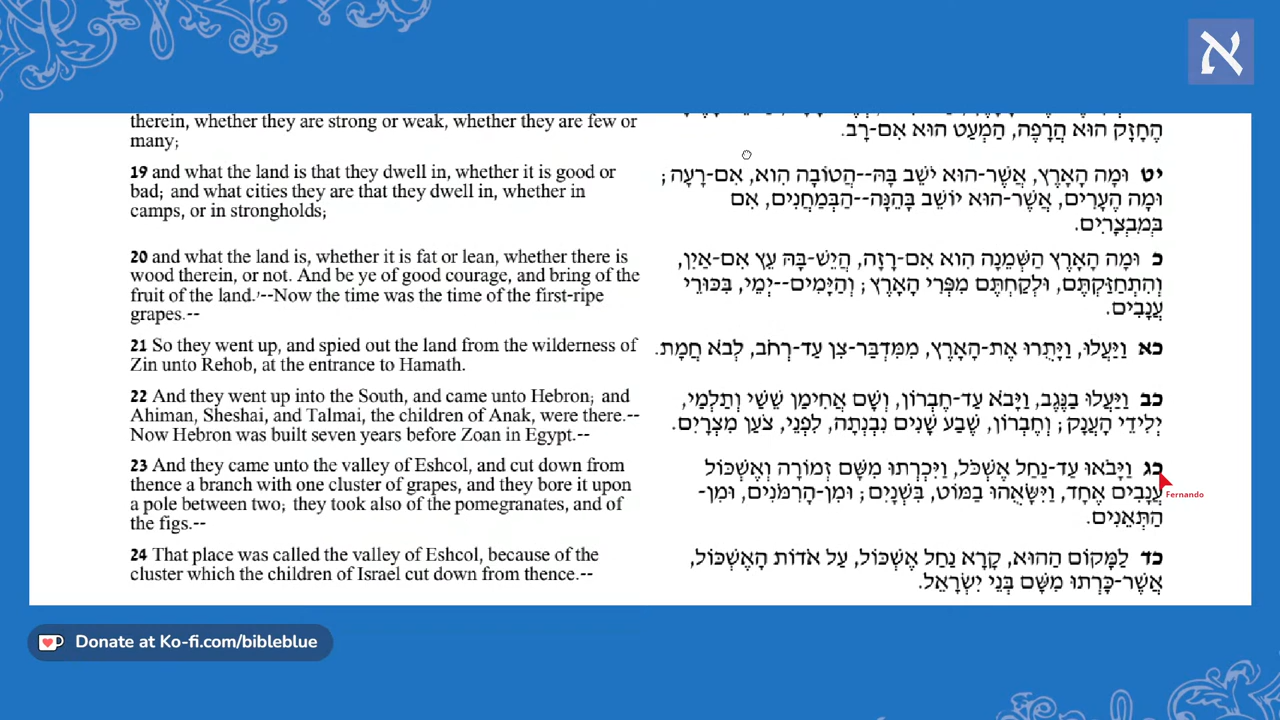 א
therein, whether they are strong or weak, whether they are few or
many;
19 and what the land is that they dwell in, whether it is good or
bad; and what cities they are that they dwell in, whether in
camps, or in strongholds;
20 and what the land is, whether it is fat or lean, whether there is
wood therein, or not. And be ye of good courage, and bring of the
fruit of the land.'--Now the time was the time of the first-ripe
grapes.--
21 So they went up, and spied out the land from the wilderness of
Zin unto Rehob, at the entrance to Hamath.
22 And they went up into the South, and came unto Hebron; and
Ahiman, Sheshai, and Talmai, the children of Anak, were there.--
Now Hebron was built seven years before Zoan in Egypt.--
23 And they came unto the valley of Eshcol, and cut down from
thence a branch with one cluster of grapes, and they bore it upon
a pole between two; they took also of the pomegranates, and of
the figs.--
24 That place was called the valley of Eshcol, because of the
cluster which the children of Israel cut down from thence.--
הֶחָזָק הוּא הֲרָפֶה, הַמְעַט הוּא אִם-רָב.
יט וּמָה הָאָרֶץ, אֲשֶׁר-הוּא יֹשֵׁב בָּהּ--הֲטוֹבָה הִוא, אִם-רָעָה;
וּמָה הֶעָרִים, אֲשֶׁר-הוּא יוֹשֵׁב בָּהֵנָּה--הַבְּמַחֲנִים, אִם
בְּמִבְצָרִים.
כ וּמָה הָאָרֶץ הַשְּׁמֵנָה הִוא אִם-רָזָה, הֲיֵשׁ-בָּהּ עֵץ אִם-אַיִן,
וְהִתְחַזַּקְתֶּם, וּלְקַחְתֶּם מִפְּרִי הָאָרֶץ; וְהַיָּמִים--יְמֵי, בִּכּוּרֵי
עֲנָבִים.
כא וַיַּעֲלוּ, וַיָּתֻרוּ אֶת-הָאָרֶץ, מִמִּדְבַּר-צִן עַד-רְחֹב, לְבֹא חֲמָת.
כב וַיַּעֲלוּ בַנֶּגֶב, וַיָּבֹא עַד-חֶבְרוֹן, וְשָׁם אֲחִימַן שֵׁשַׁי וְתַלְמַי,
יְלִידֵי הָעֲנָק; וְחֶבְרוֹן, שֶׁבַע שָׁנִים נִבְנְתָה, לִפְנֵי, צֹעַן מִצְרָיִם.
כג וַיָּבֹאוּ עַד-נַחַל אֶשְׁכֹּל, וַיִּכְרְתוּ מִשָּׁם זְמוֹרָה וְאֶשְׁכּוֹל
עֲנָבִים אֶחָד, וַיִּשָּׂאֻהוּ בַמּוֹט, בִּשְׁנָיִם; וּמִן-הָרִמֹּנִים, וּמִן-
הַתְּאֵנִים.
כד לַמָּקוֹם הַהוּא, קָרָא נַחַל אֶשְׁכּוֹל, עַל אֹדוֹת הָאֶשְׁכּוֹל,
אֲשֶׁר-כָּרְתוּ מִשָּׁם בְּנֵי יִשְׂרָאֵל.
Fernando
Donate at Ko-fi.com/bibleblue